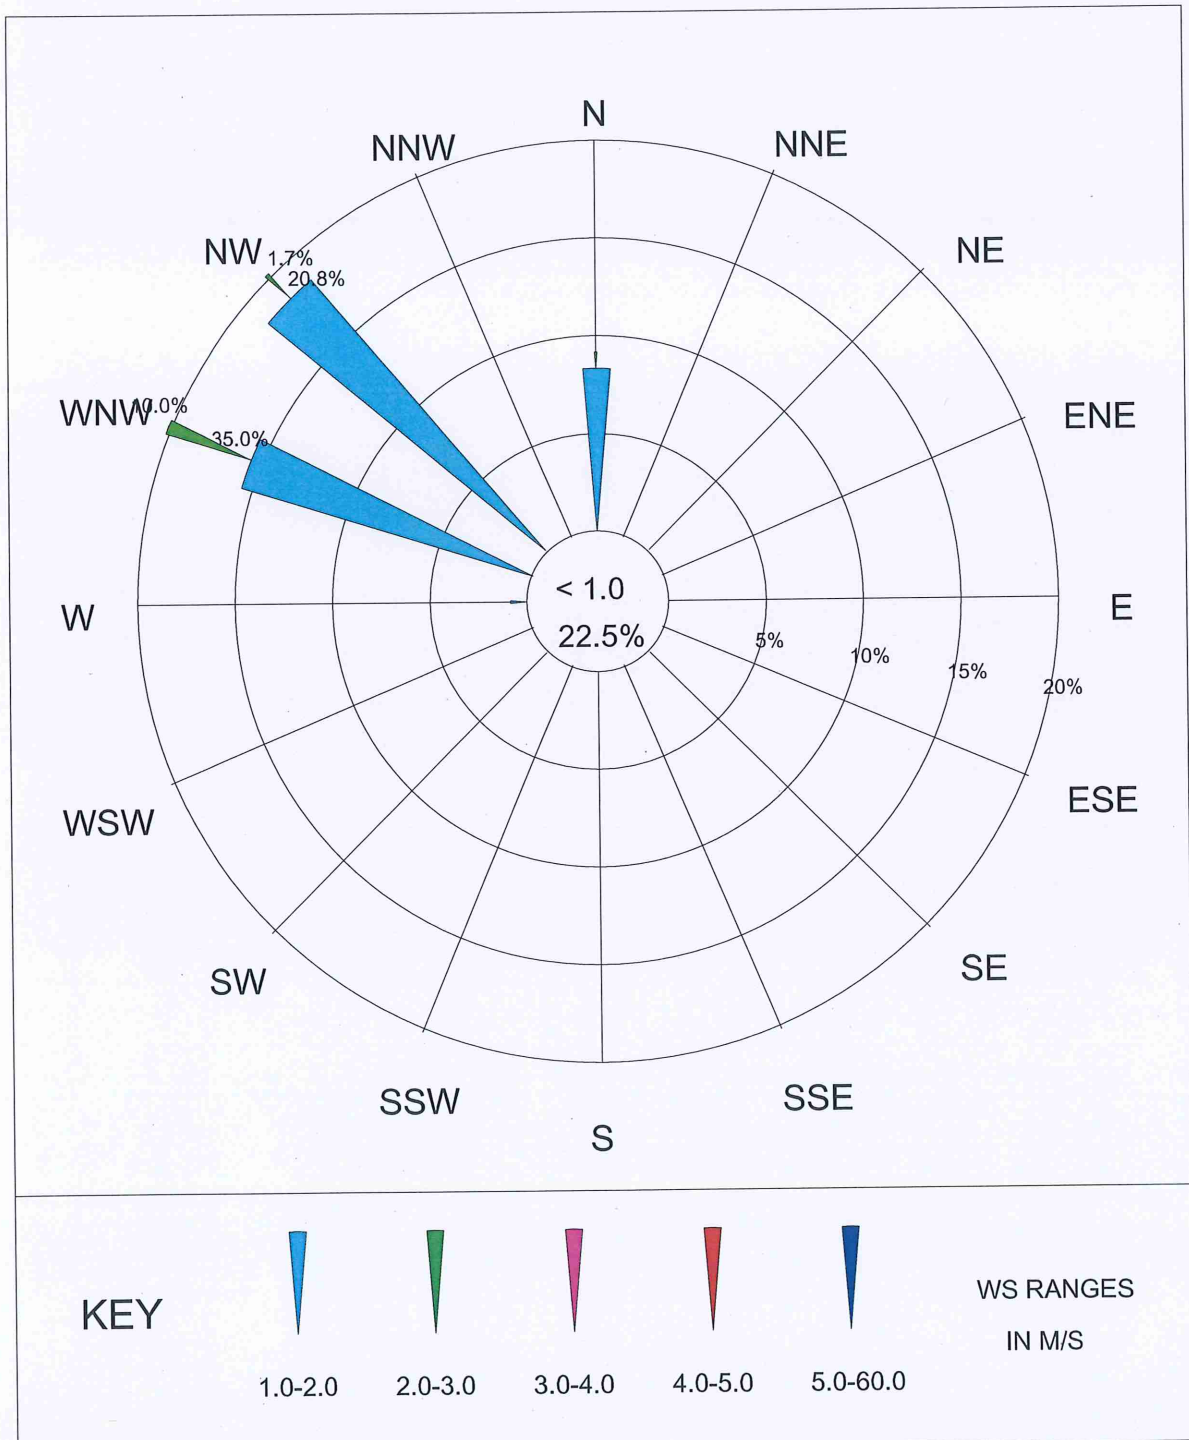 N
NNW
NNE
NW
1.7%
20.8%
NE
WNW
10.0%
35.0%
ENE
< 1.0
22.5%
W
E
5%
10%
15%
20%
WSW
ESE
SW
SE
SSW
SSE
S
KEY
WS RANGES
IN M/S
1.0-2.0
2.0-3.0
3.0-4.0
4.0-5.0
5.0-60.0